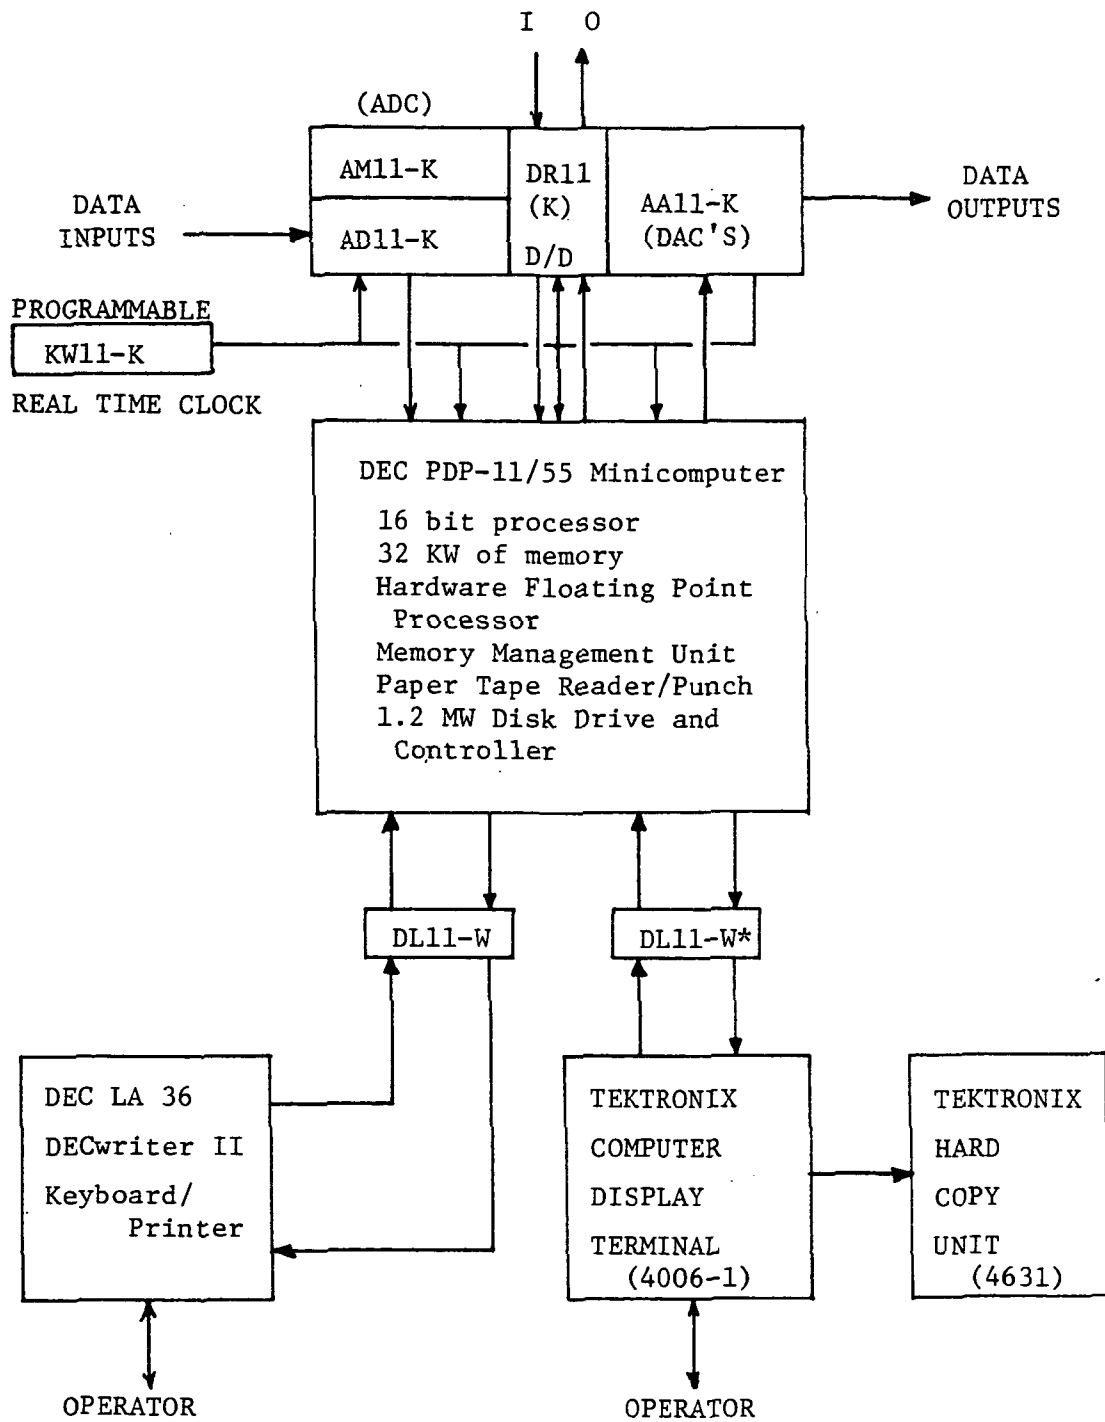 I O
(ADC)
AM11-K
AD11-K
DR11
(K)
D/D
AA11-K
(DAC'S)
DATA
INPUTS
DATA
OUTPUTS
PROGRAMMABLE
KW11-K
REAL TIME CLOCK
DEC PDP-11/55 Minicomputer
16 bit processor
32 KW of memory
Hardware Floating Point
Processor
Memory Management Unit
Paper Tape Reader/Punch
1.2 MW Disk Drive and
Controller
DL11-W
DL11-W*
DEC LA 36
DECwriter II
Keyboard/
Printer
TEKTRONIX
COMPUTER
DISPLAY
TERMINAL
(4006-1)
TEKTRONIX
HARD
COPY
UNIT
(4631)
OPERATOR
OPERATOR